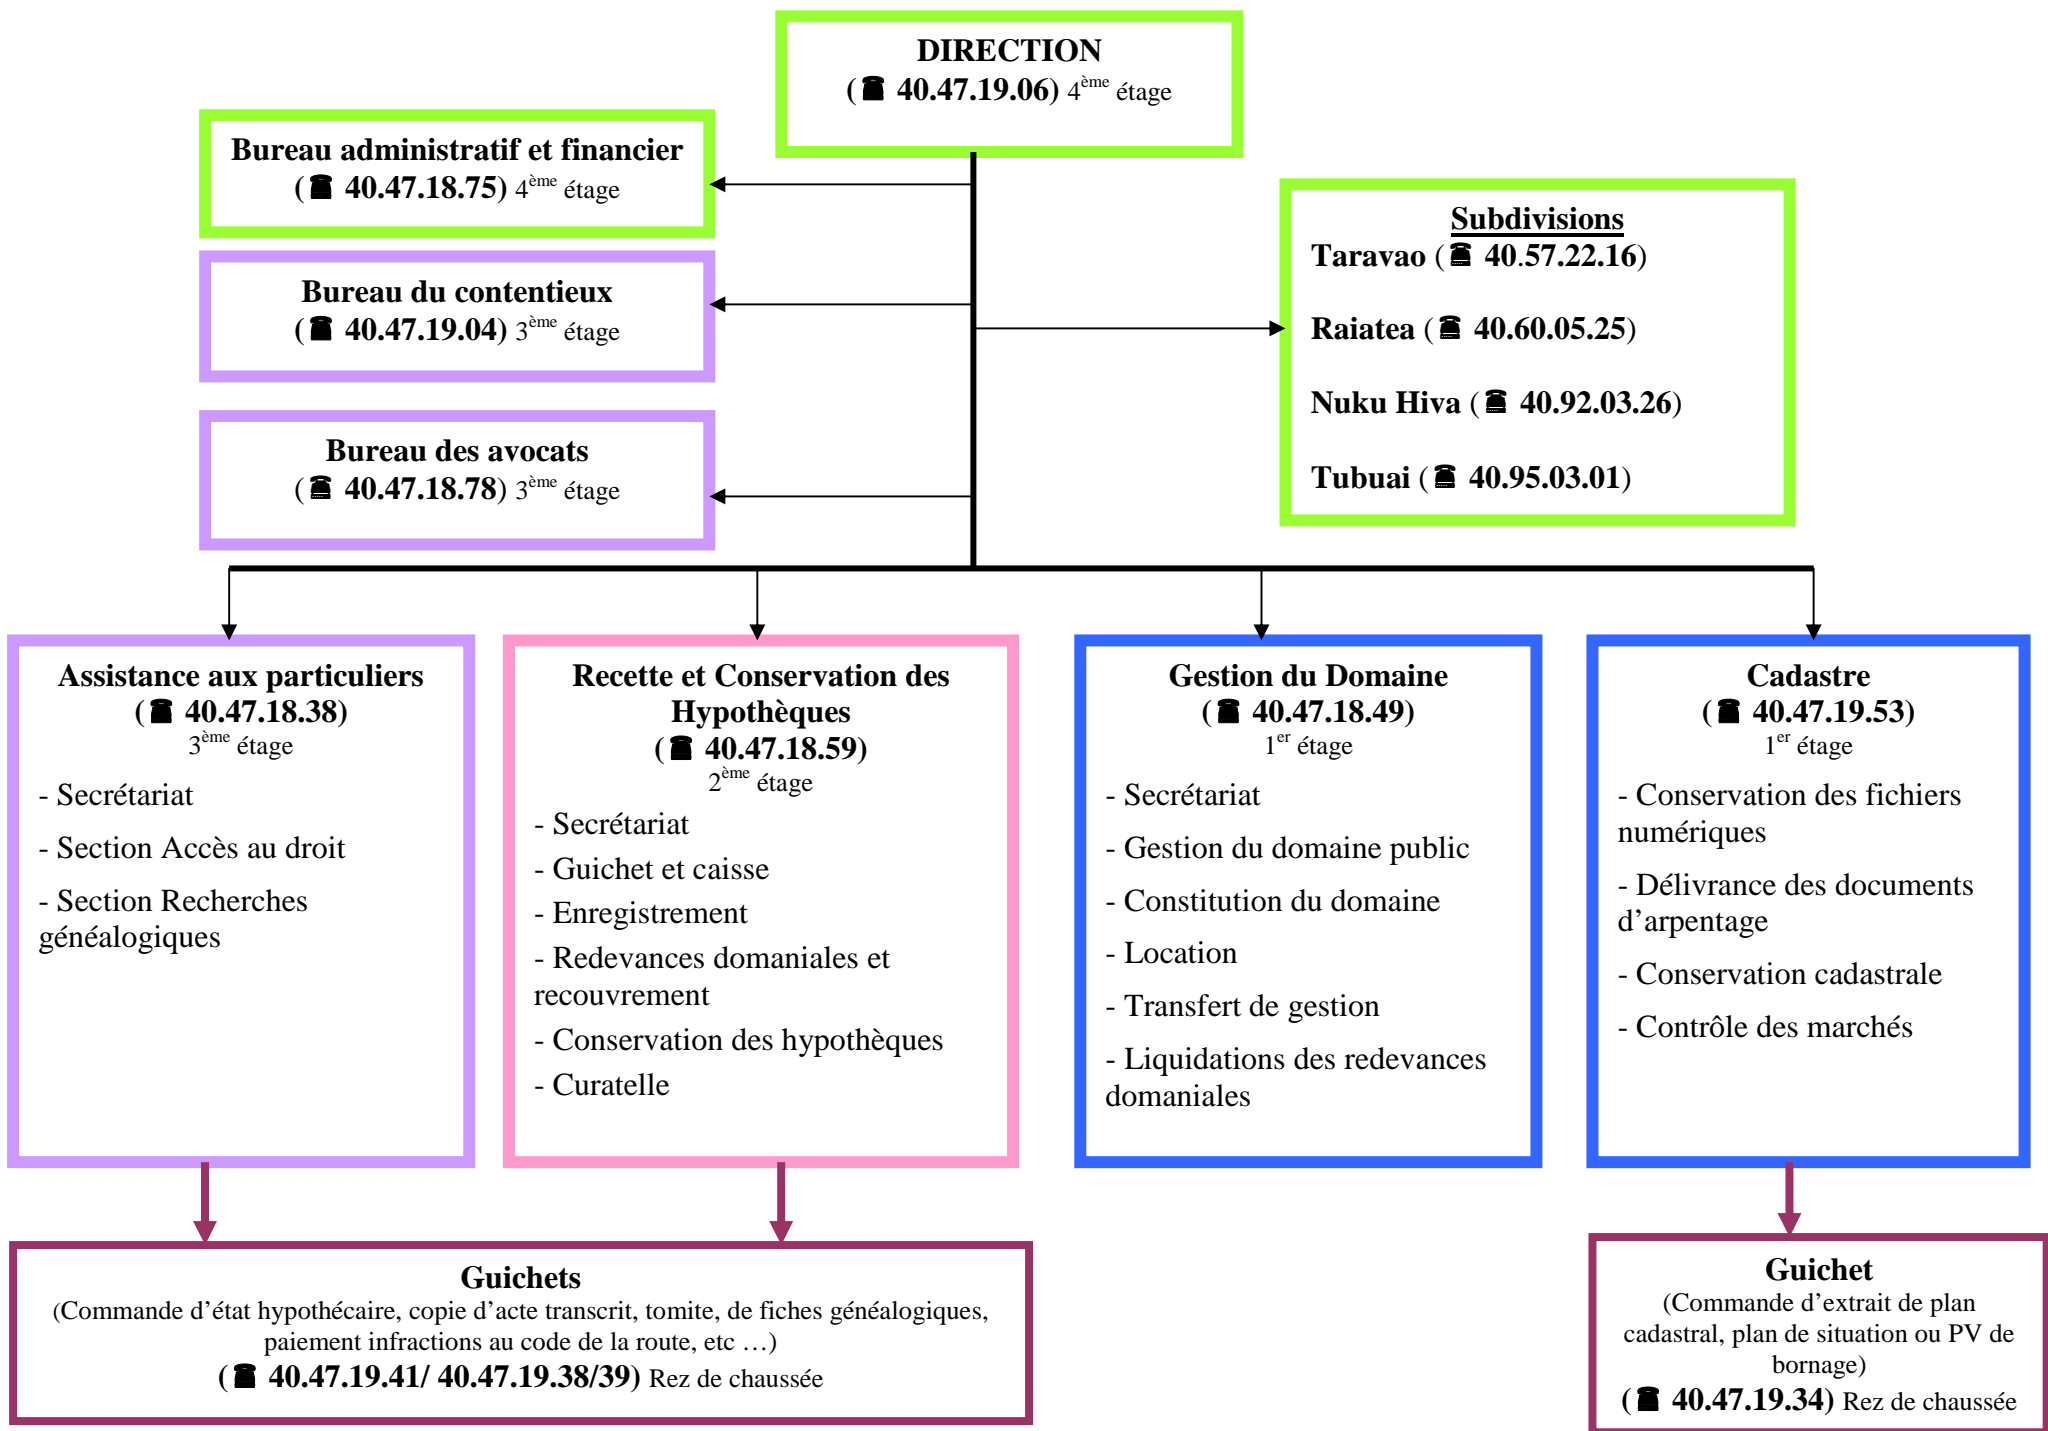 DIRECTION
(☎ 40.47.19.06) 4ème étage
Bureau administratif et financier
(☎ 40.47.18.75) 4ème étage
Bureau du contentieux
(☎ 40.47.19.04) 3ème étage
Bureau des avocats
(☎ 40.47.18.78) 3ème étage
Subdivisions
Taravao (☎ 40.57.22.16)
Raiatea (☎ 40.60.05.25)
Nuku Hiva (☎ 40.92.03.26)
Tubuai (☎ 40.95.03.01)
Assistance aux particuliers
(☎ 40.47.18.38)
3ème étage
- Secrétariat
- Section Accès au droit
- Section Recherches
généalogiques
Recette et Conservation des
Hypothèques
(☎ 40.47.18.59)
2ème étage
- Secrétariat
- Guichet et caisse
- Enregistrement
- Redevances domaniales et
recouvrement
- Conservation des hypothèques
- Curatelle
Gestion du Domaine
(☎ 40.47.18.49)
1er étage
- Secrétariat
- Gestion du domaine public
- Constitution du domaine
- Location
- Transfert de gestion
- Liquidations des redevances
domaniales
Cadastre
(☎ 40.47.19.53)
1er étage
- Conservation des fichiers
numériques
- Délivrance des documents
d’arpentage
- Conservation cadastrale
- Contrôle des marchés
Guichets
(Commande d’état hypothécaire, copie d’acte transcrit, tomite, de fiches généalogiques,
paiement infractions au code de la route, etc …)
(☎ 40.47.19.41/ 40.47.19.38/39) Rez de chaussée
Guichet
(Commande d’extrait de plan
cadastral, plan de situation ou PV de
bornage)
(☎ 40.47.19.34) Rez de chaussée